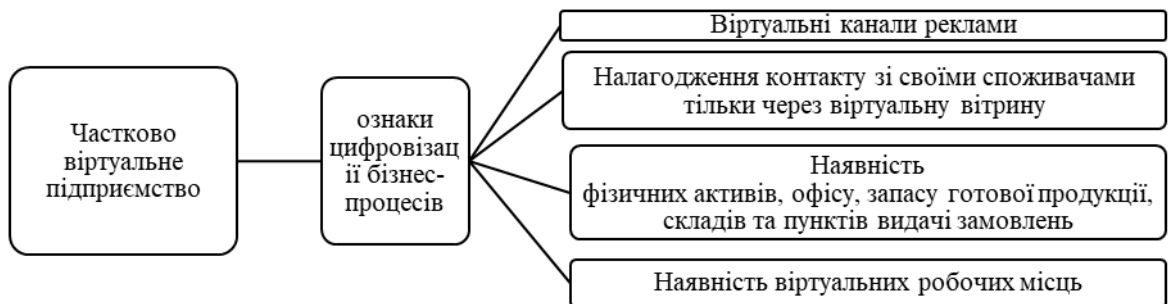 Частково
віртуальне
підприємство
ознаки
цифровізац
ії бізнес-
процесів
Віртуальні канали реклами
Налагодження контакту зі своїми споживачами
тільки через віртуальну вітрину
Наявність
фізичних активів, офісу, запасу готової продукції,
складів та пунктів видачі замовлень
Наявність віртуальних робочих місць